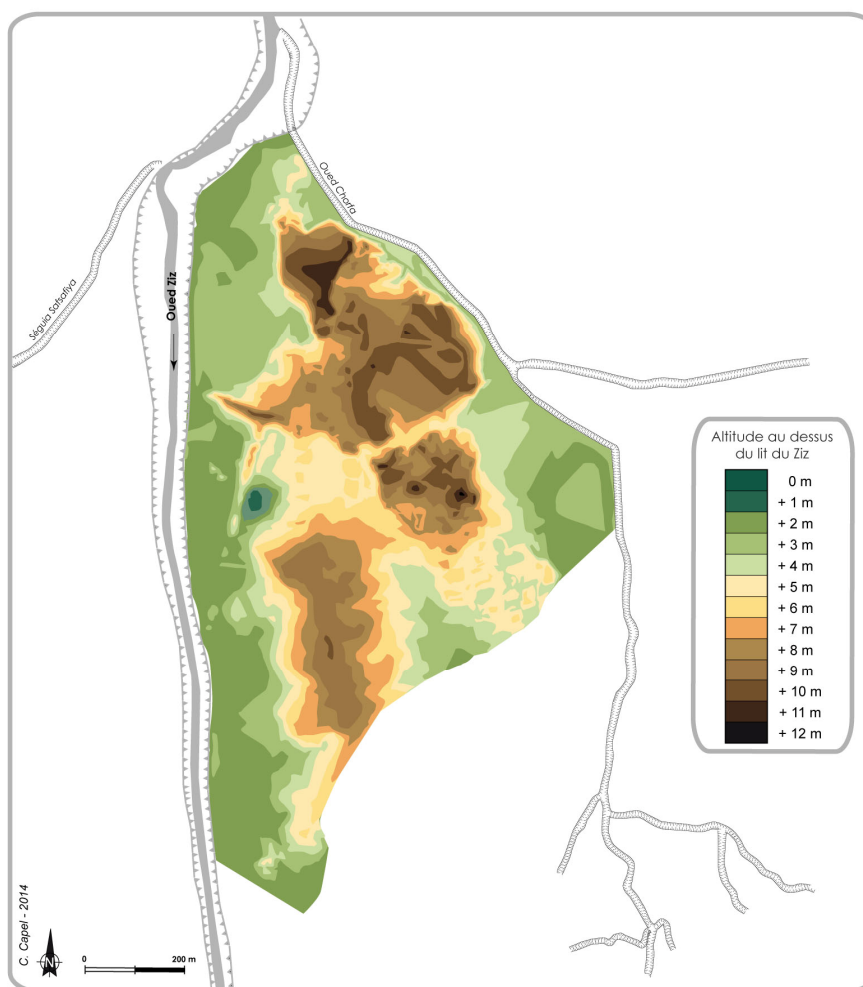 Oued Chorfa
Séguia Safsafiya
Oued Ziz
Altitude au dessus
du lit du Ziz
0 m
+ 1 m
+ 2 m
+ 3 m
+ 4 m
+ 5 m
+ 6 m
+ 7 m
+ 8 m
+ 9 m
+ 10 m
+ 11 m
+ 12 m
C. Capel - 2014
N
0
200 m